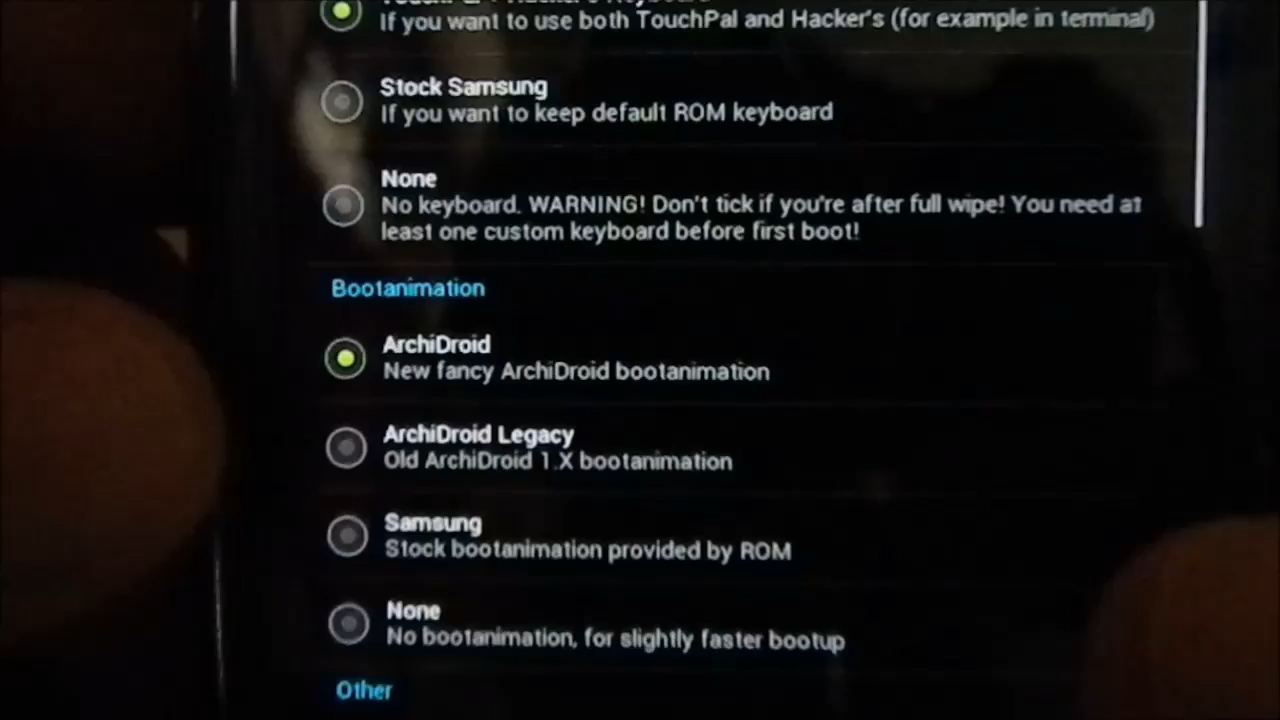 If you want to use both TouchPal and Hacker's (for example in terminal)
Stock Samsung
If you want to keep default ROM keyboard
None
No keyboard. WARNING! Don't tick if you're after full wipe! You need at
least one custom keyboard before first boot!
Bootanimation
ArchiDroid
New fancy ArchiDroid bootanimation
ArchiDroid Legacy
Old ArchiDroid 1.X bootanimation
Samsung
Stock bootanimation provided by ROM
None
No bootanimation, for slightly faster bootup
Other